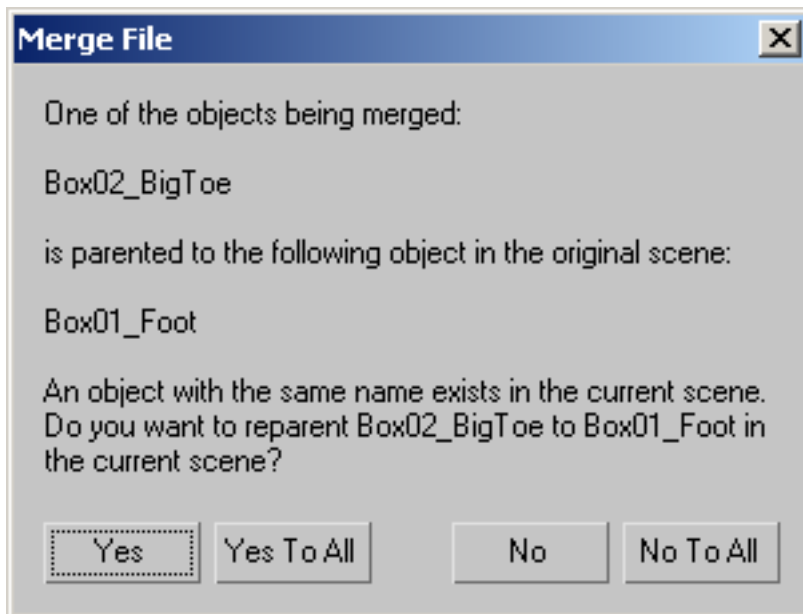 Merge File
One of the objects being merged:
Box02_BigToe
is parented to the following object in the original scene:
Box01_Foot
An object with the same name exists in the current scene.
Do you want to reparent Box02_BigToe to Box01_Foot in
the current scene?
Yes Yes To All No No To All